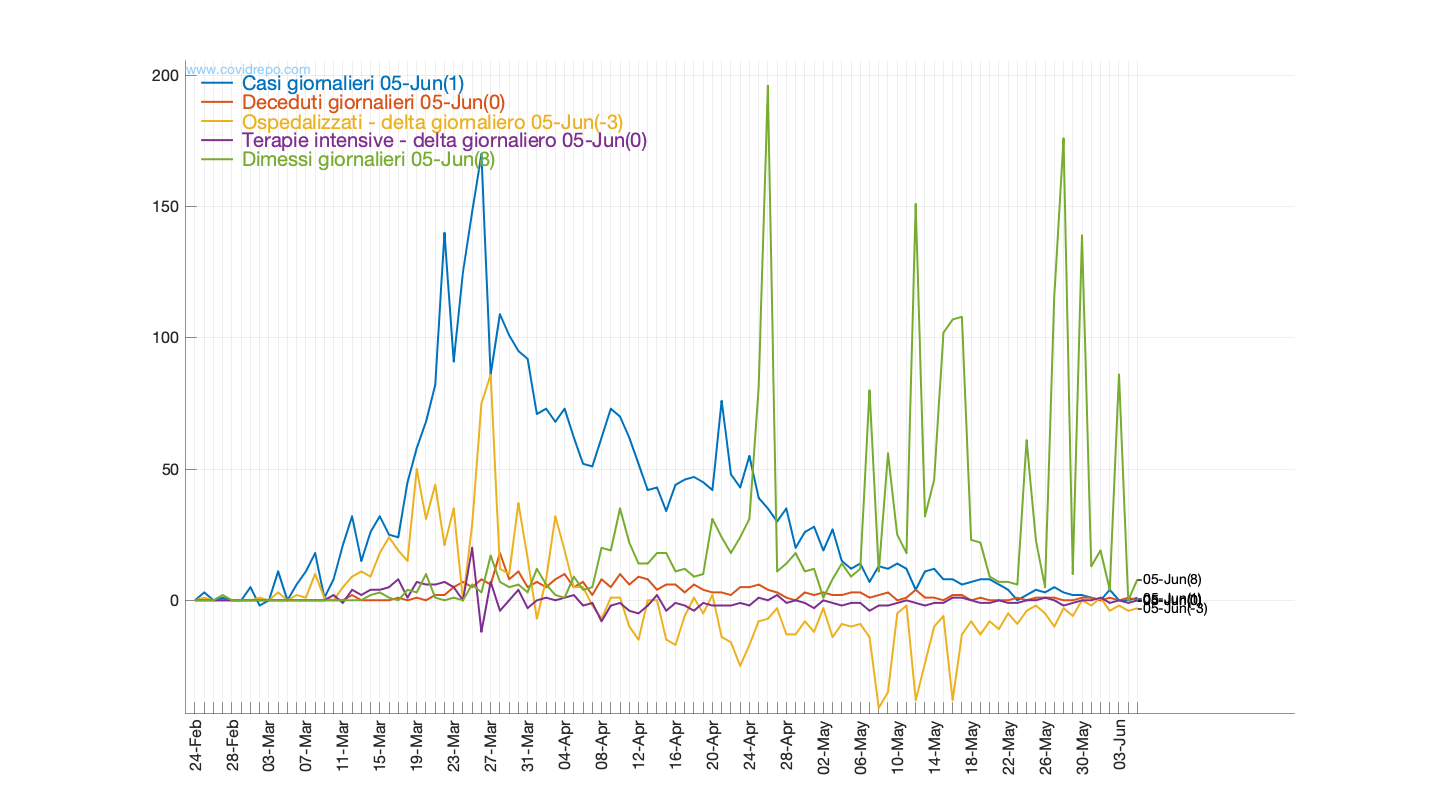 www.covidrepo.com
Casi giornalieri 05-Jun(1)
Deceduti giornalieri 05-Jun(0)
Ospedalizzati - delta giornaliero 05-Jun(-3)
Terapie intensive - delta giornaliero 05-Jun(0)
Dimessi giornalieri 05-Jun(8)
200
150
100
50
0
05-Jun(8)
05-Jun(1)
05-Jun(-3)
24-Feb
28-Feb
03-Mar
07-Mar
11-Mar
15-Mar
19-Mar
23-Mar
27-Mar
31-Mar
04-Apr
08-Apr
12-Apr
16-Apr
20-Apr
24-Apr
28-Apr
02-May
06-May
10-May
14-May
18-May
22-May
26-May
30-May
03-Jun